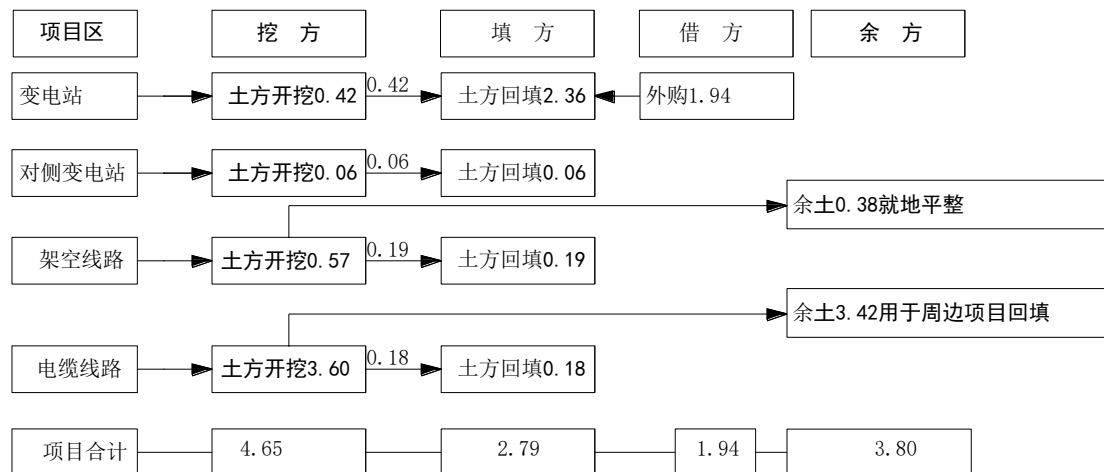 项目区 挖 方 填 方 借 方 余 方
变电站 土方开挖0.42 0.42 土方回填2.36 外购1.94
对侧变电站 土方开挖0.06 0.06 土方回填0.06
余土0.38就地平整
架空线路 土方开挖0.57 0.19 土方回填0.19
余土3.42用于周边项目回填
电缆线路 土方开挖3.60 0.18 土方回填0.18
项目合计 4.65 2.79 1.94 3.80